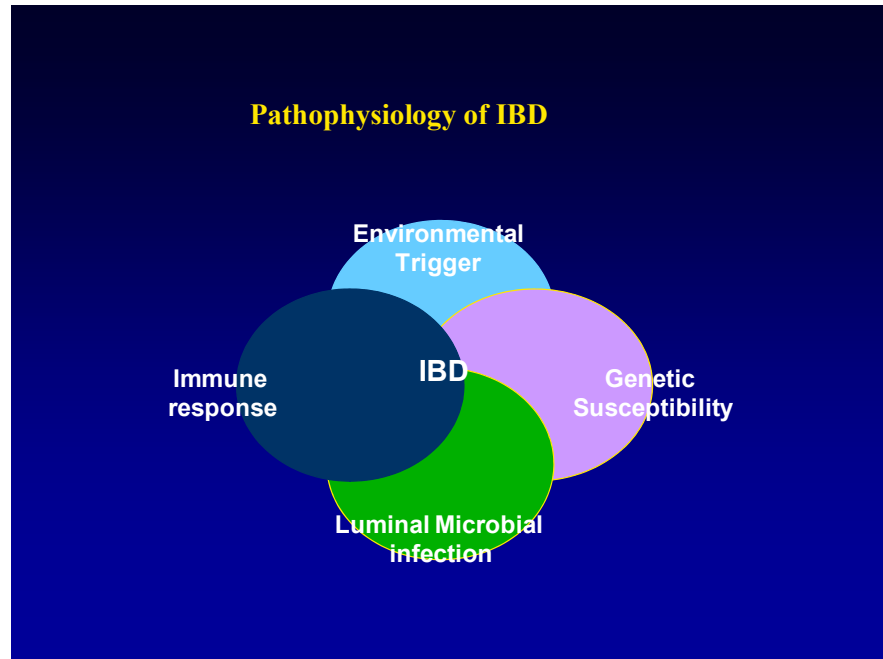 Pathophysiology of IBD
Environmental
Trigger
IBD
Immune
response
Genetic
Susceptibility
Luminal Microbial
infection